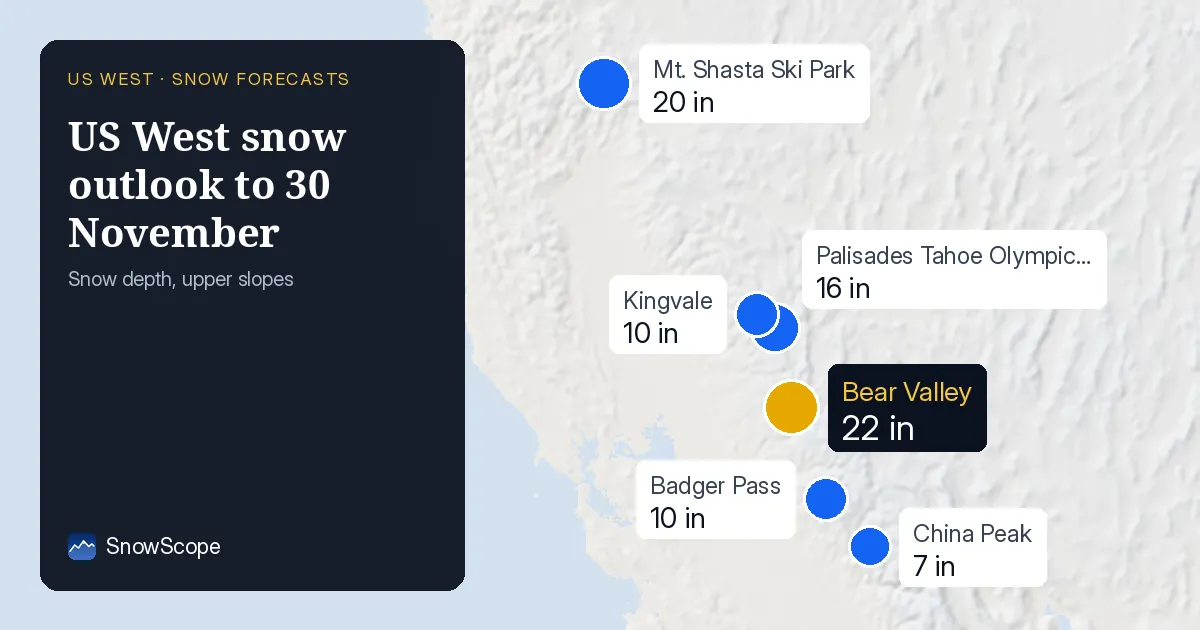 US WEST · SNOW FORECASTS
US West snow
outlook to 30
November
Snow depth, upper slopes
SnowScope
Mt. Shasta Ski Park
20 in
Palisades Tahoe Olympic...
16 in
Kingvale
10 in
Bear Valley
22 in
Badger Pass
10 in
China Peak
7 in